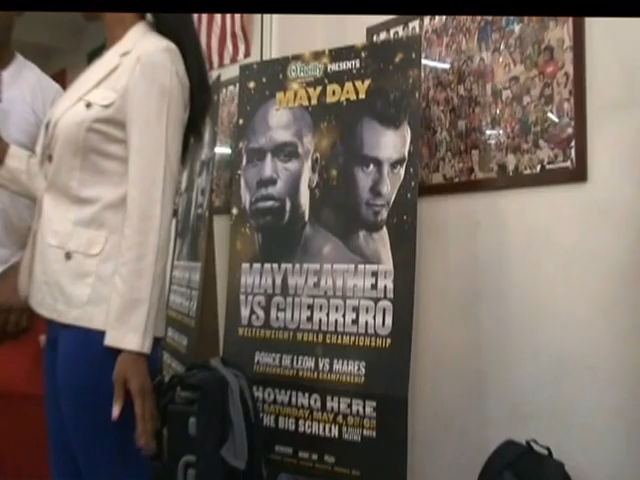 O'Reilly PRESENTS
MAY DAY
MAYWEATHER
VS GUERRERO
WELTERWEIGHT WORLD CHAMPIONSHIP
PONCE DE LEON VS MARES
FEATHERWEIGHT WORLD CHAMPIONSHIP
HOWING HERE
SATURDAY MAY 4,
HE BIG SCREEN